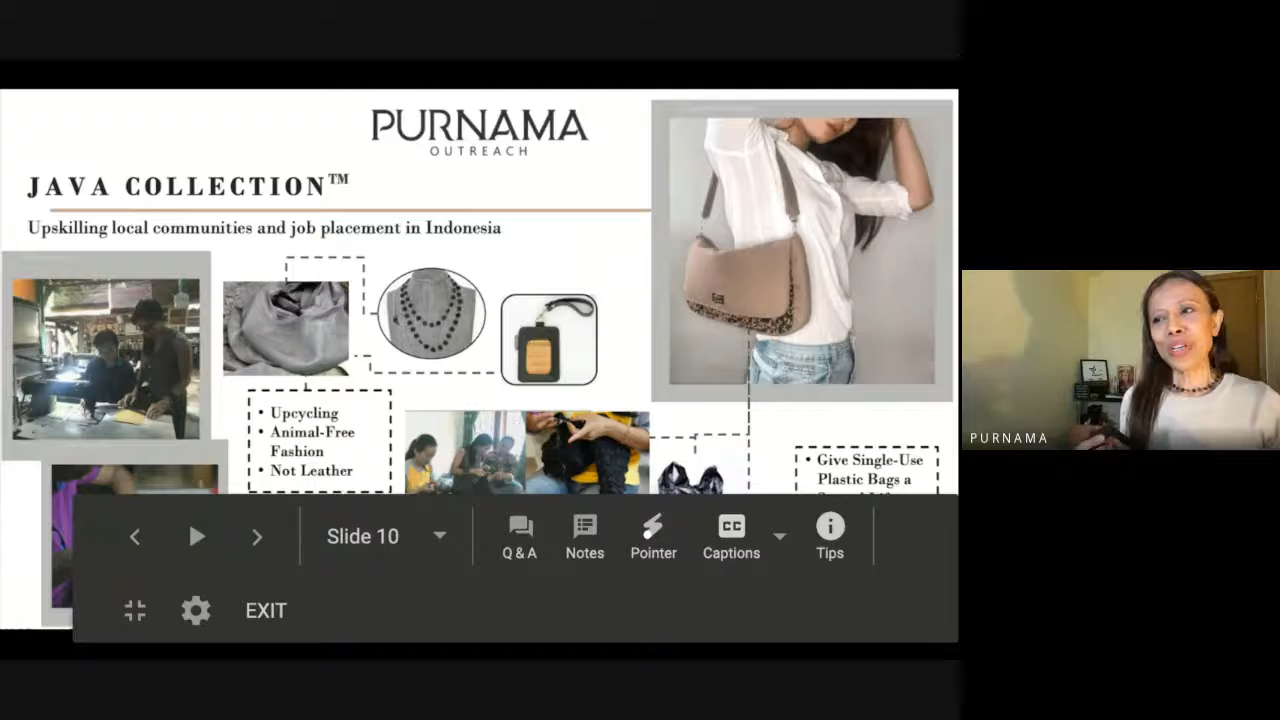 PURNAMA
OUTREACH
JAVA COLLECTION™
Upskilling local communities and job placement in Indonesia
• Upcycling
• Animal-Free
Fashion
• Not Leather
• Give Single-Use
Plastic Bags a
Slide 10
Q & A
Notes
Pointer
CC
Captions
Tips
EXIT
PURNAMA